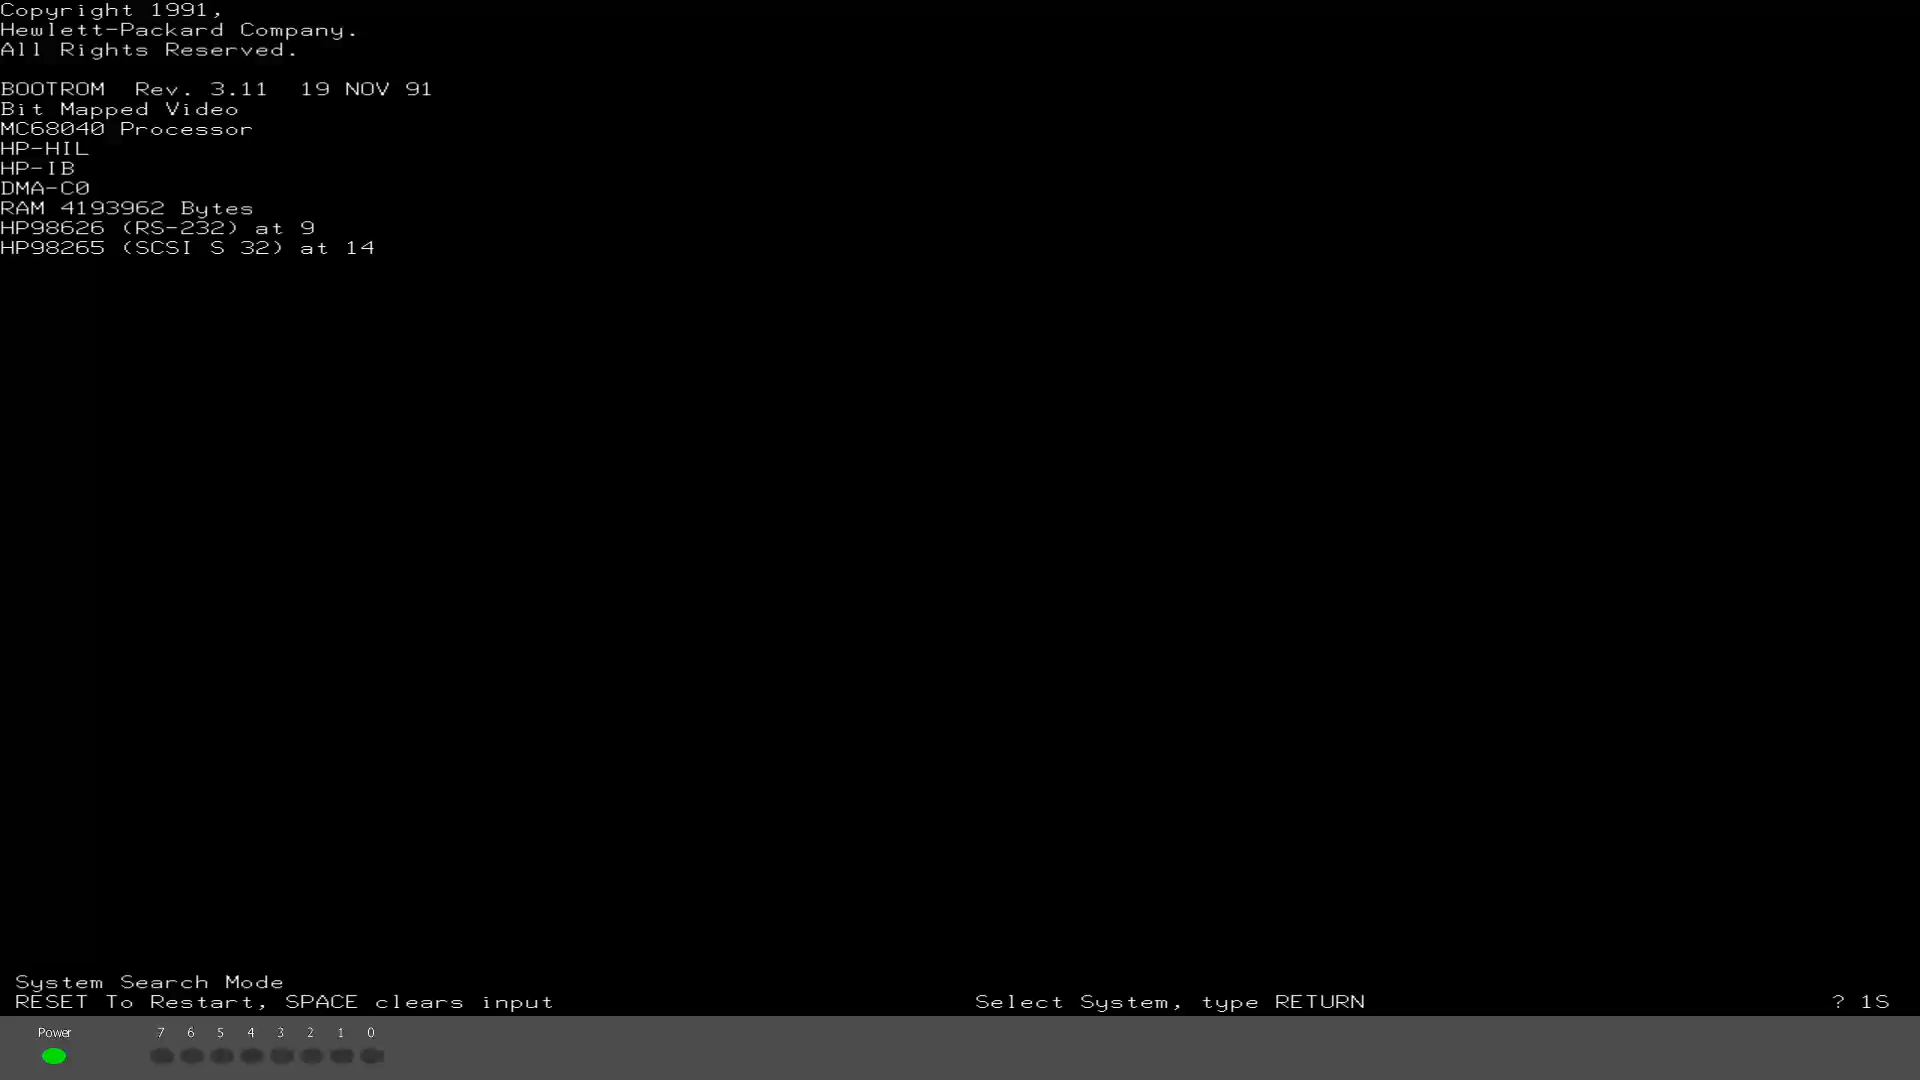 Copyright 1991,
Hewlett-Packard Company.
All Rights Reserved.
BOOTROM  Rev. 3.11  19 NOV 91
Bit Mapped Video
MC68040 Processor
HP-HIL
HP-IB
DMA-C0
RAM 4193962 Bytes
HP98626 (RS-232) at 9
HP98265 (SCSI S 32) at 14
System Search Mode
RESET To Restart, SPACE clears input Select System, type RETURN ? 1S
Power 7 6 5 4 3 2 1 0